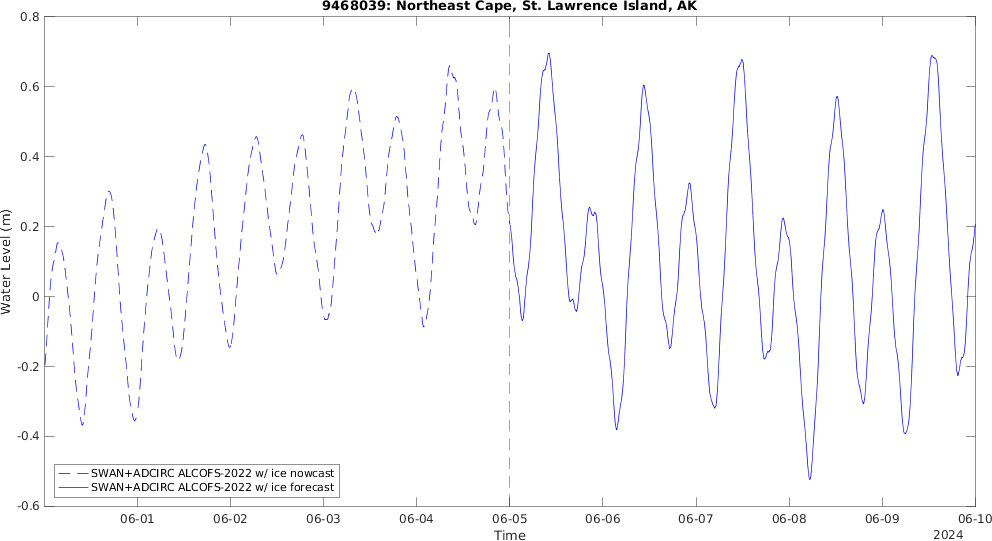 9468039: Northeast Cape, St. Lawrence Island, AK
Water Level (m)
0.8
0.6
0.4
0.2
0
-0.2
-0.4
-0.6
SWAN+ADCIRC ALCOFS-2022 w/ ice nowcast
SWAN+ADCIRC ALCOFS-2022 w/ ice forecast
06-01 06-02 06-03 06-04 06-05 06-06 06-07 06-08 06-09 06-10
Time
2024